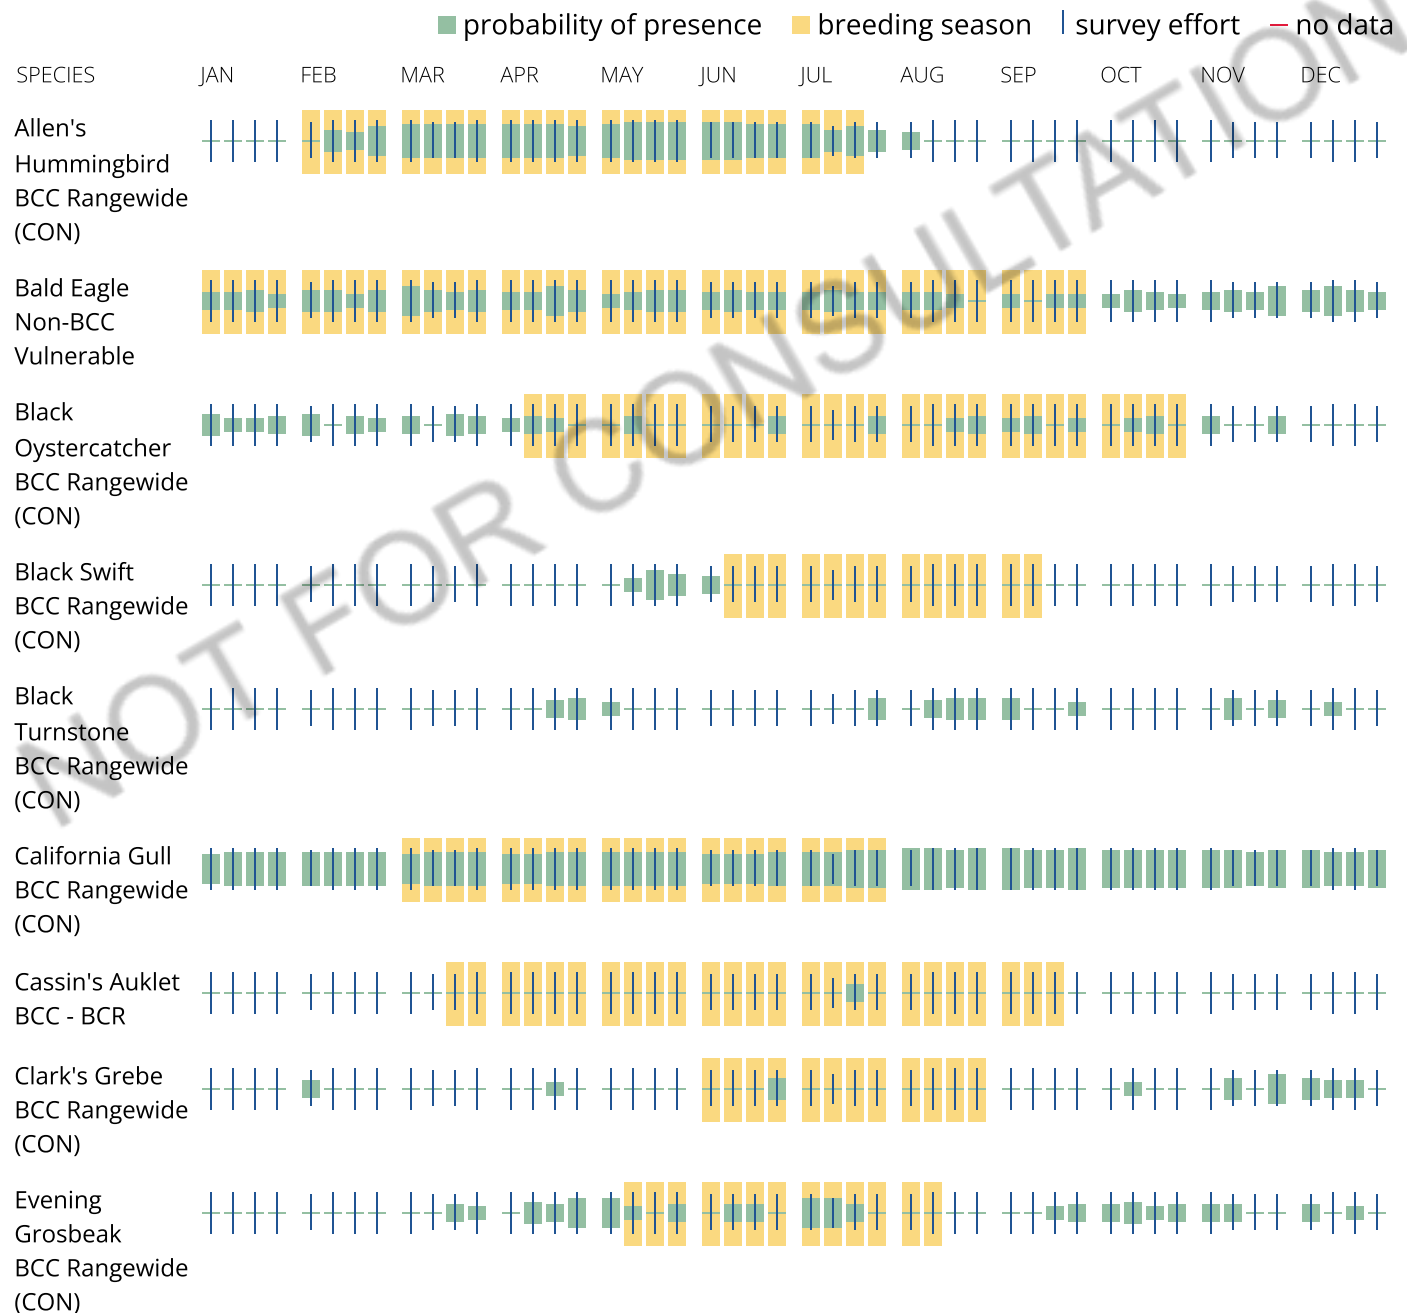 probability of presence breeding season survey effort no data
SPECIES JAN FEB MAR APR MAY JUN JUL AUG SEP OCT NOV DEC
Allen's
Hummingbird
BCC Rangewide
(CON)
Bald Eagle
Non-BCC
Vulnerable
Black
Oystercatcher
BCC Rangewide
(CON)
Black Swift
BCC Rangewide
(CON)
Black
Turnstone
BCC Rangewide
(CON)
California Gull
BCC Rangewide
(CON)
Cassin's Auklet
BCC - BCR
Clark's Grebe
BCC Rangewide
(CON)
Evening
Grosbeak
BCC Rangewide
(CON)
NOT FOR CONSULTATION